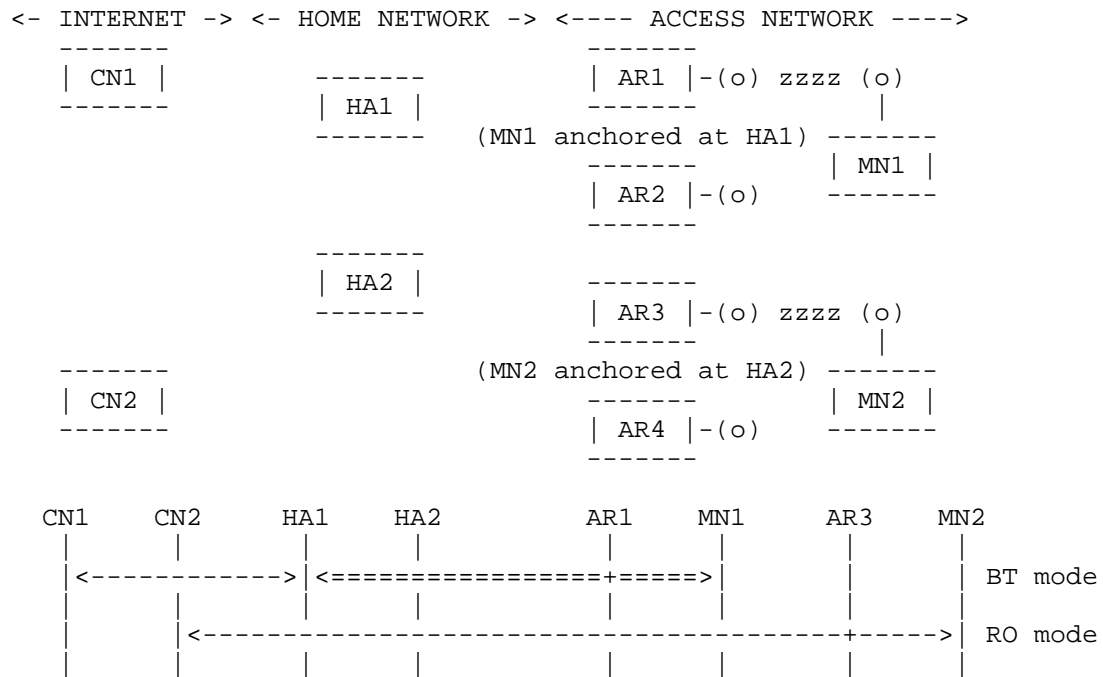 <- INTERNET -> <- HOME NETWORK -> <---- ACCESS NETWORK ---->
   -------                                -------
   | CN1 |            -------             | AR1 |-(o) zzzz (o)
   -------            | HA1 |             -------           |
                      -------   (MN1 anchored at HA1) -------
                                          -------        | MN1 |
                                          | AR2 |-(o)    -------
                                          -------
                      -------
                      | HA2 |             -------
                      -------             | AR3 |-(o) zzzz (o)
                                          -------           |
   -------                      (MN2 anchored at HA2) -------
   | CN2 |                                -------        | MN2 |
   -------                                | AR4 |-(o)    -------
                                          -------
CN1    CN2     HA1    HA2        AR1    MN1     AR3    MN2
 |      |       |      |          |      |       |      |
 |<------------>|<=================+=====>|       |      | BT mode
 |      |       |      |          |      |       |      |
 |      |<----------------------------------------+----->| RO mode
 |      |       |      |          |      |       |      |